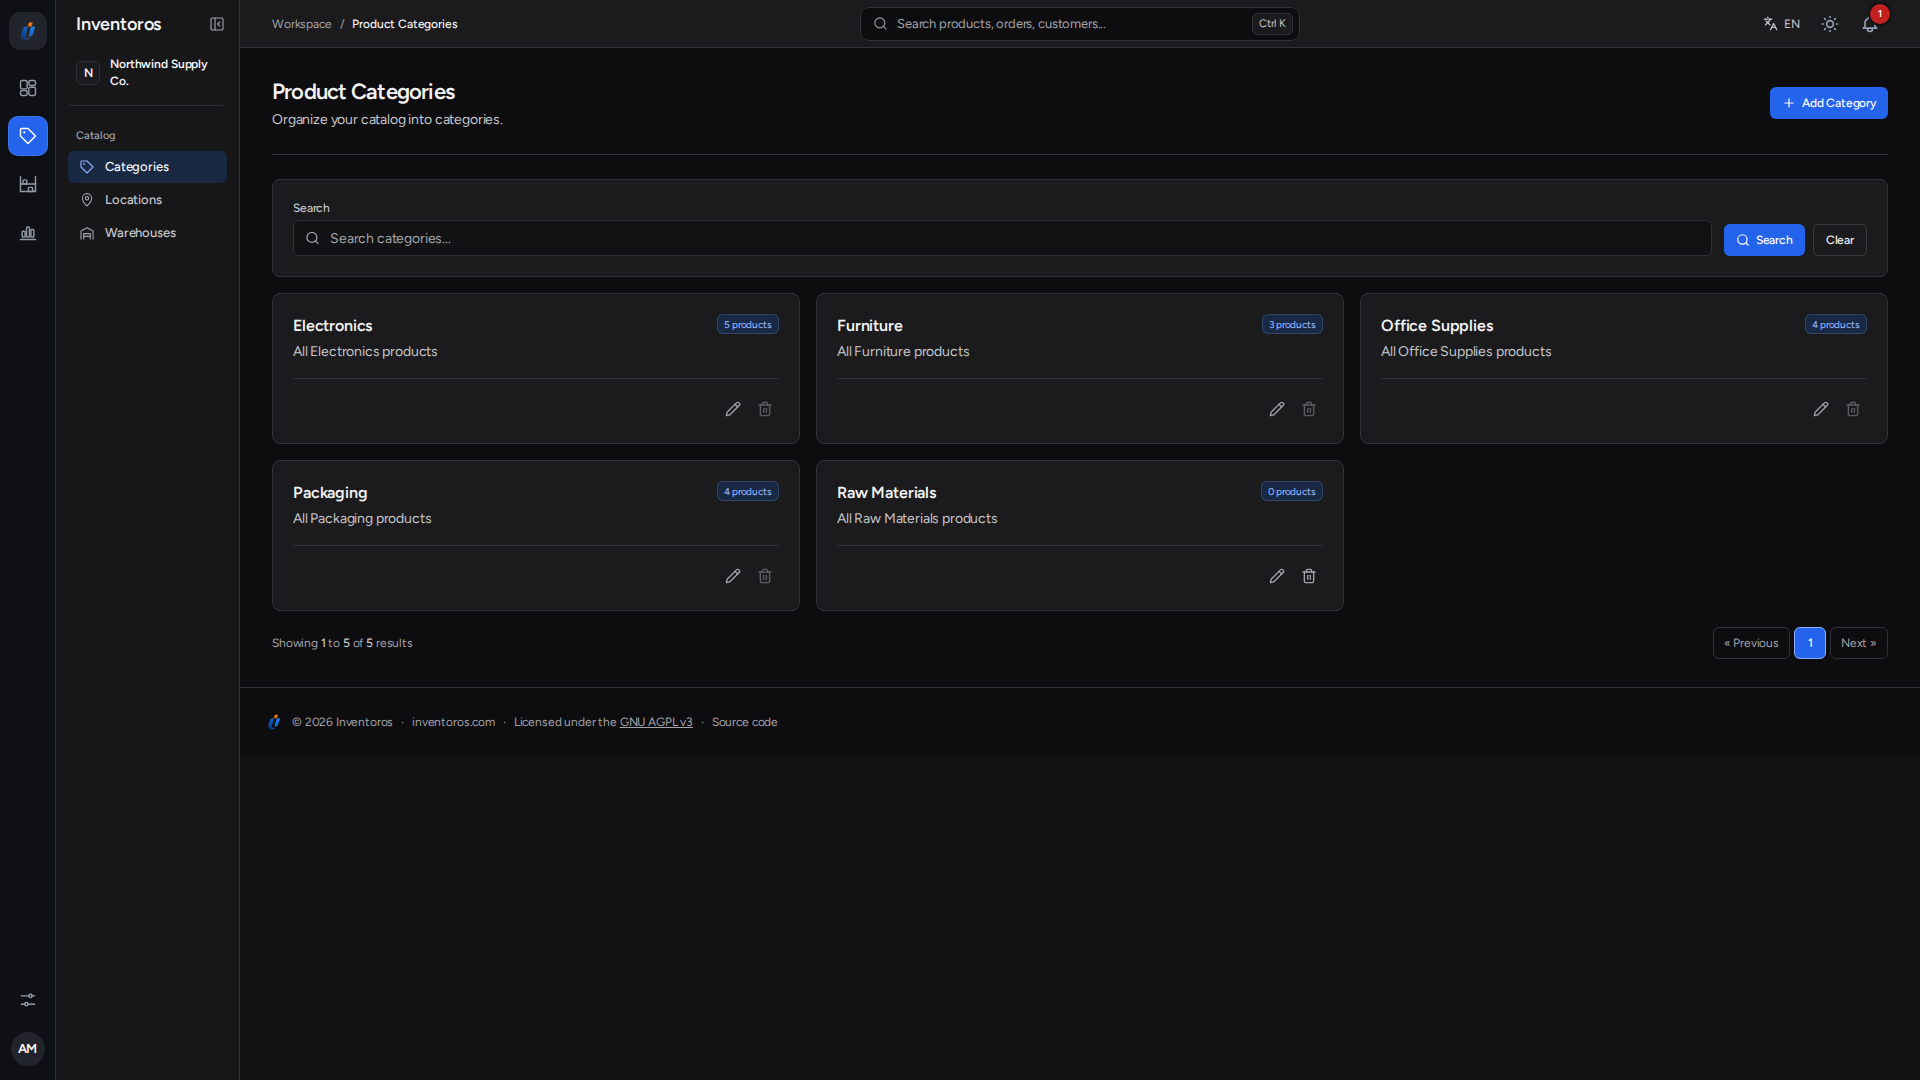 Inventoros
N
Northwind Supply
Co.
Catalog
Categories
Locations
Warehouses
AM
Workspace / Product Categories
Search products, orders, customers...
Ctrl K
EN
1
Product Categories
Organize your catalog into categories.
Add Category
Search
Search categories...
Search
Clear
Electronics
5 products
All Electronics products
Furniture
3 products
All Furniture products
Office Supplies
4 products
All Office Supplies products
Packaging
4 products
All Packaging products
Raw Materials
0 products
All Raw Materials products
Showing 1 to 5 of 5 results
« Previous
1
Next »
© 2026 Inventoros · inventoros.com · Licensed under the GNU AGPL v3 · Source code